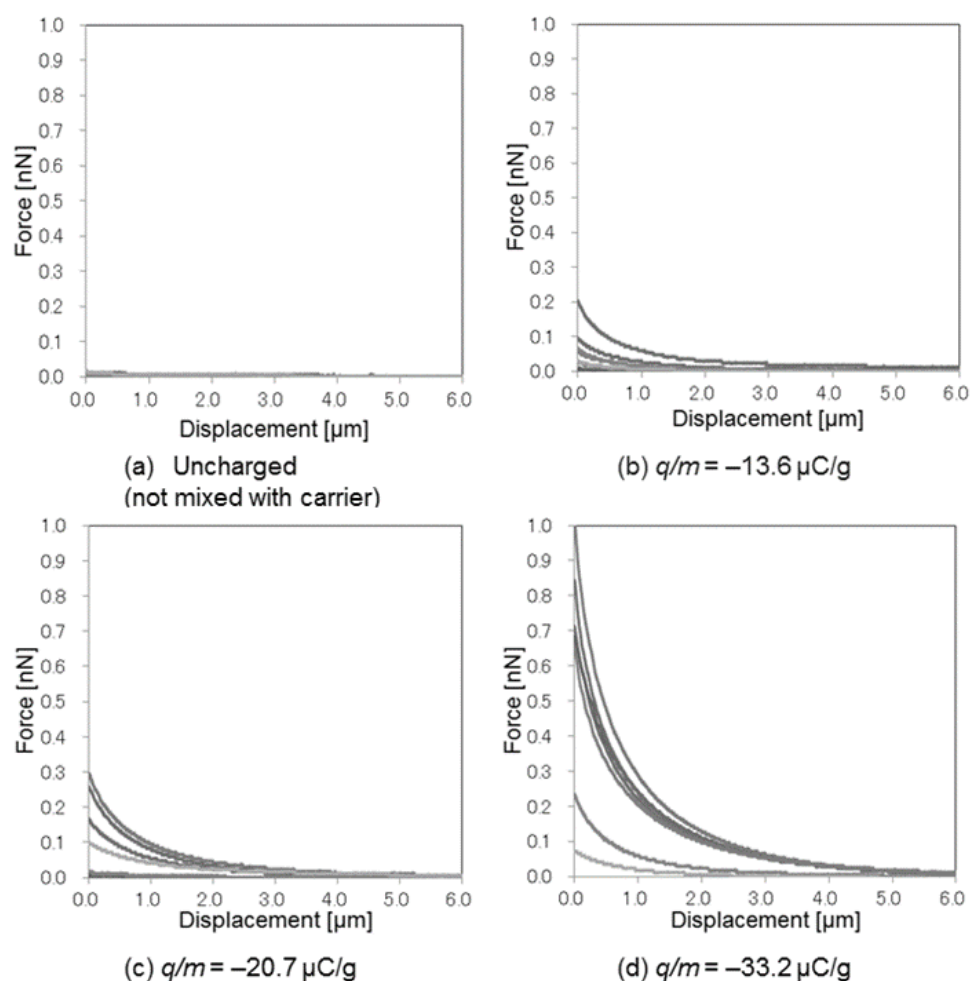 1.0
0.9
0.8
0.7
0.6
0.5
0.4
0.3
0.2
0.1
0.0
Force [nN]
0.0 1.0 2.0 3.0 4.0 5.0 6.0
Displacement [µm]
(a) Uncharged
(not mixed with carrier)
1.0
0.9
0.8
0.7
0.6
0.5
0.4
0.3
0.2
0.1
0.0
Force [nN]
0.0 1.0 2.0 3.0 4.0 5.0 6.0
Displacement [µm]
(b) q/m = –13.6 µC/g
1.0
0.9
0.8
0.7
0.6
0.5
0.4
0.3
0.2
0.1
0.0
Force [nN]
0.0 1.0 2.0 3.0 4.0 5.0 6.0
Displacement [µm]
(c) q/m = –20.7 µC/g
1.0
0.9
0.8
0.7
0.6
0.5
0.4
0.3
0.2
0.1
0.0
Force [nN]
0.0 1.0 2.0 3.0 4.0 5.0 6.0
Displacement [µm]
(d) q/m = –33.2 µC/g